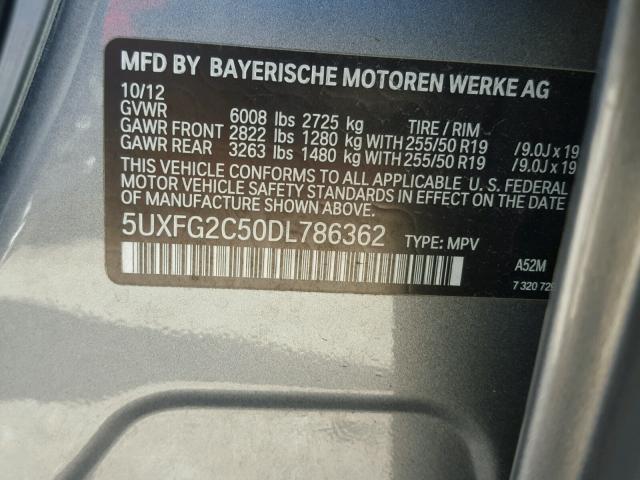 MFD BY BAYERISCHE MOTOREN WERKE AG
10/12
GVWR 6008 lbs 2725 kg TIRE / RIM
GAWR FRONT 2822 lbs 1280 kg WITH 255/50 R19 /9.0J x 19
GAWR REAR 3263 lbs 1480 kg WITH 255/50 R19 /9.0J x 19
THIS VEHICLE CONFORMS TO ALL APPLICABLE U. S. FEDERAL
MOTOR VEHICLE SAFETY STANDARDS IN EFFECT ON THE DATE
OF MANUFACTURE SHOWN ABOVE.
5UXFG2C50DL786362 TYPE: MPV
A52M
7 320 729